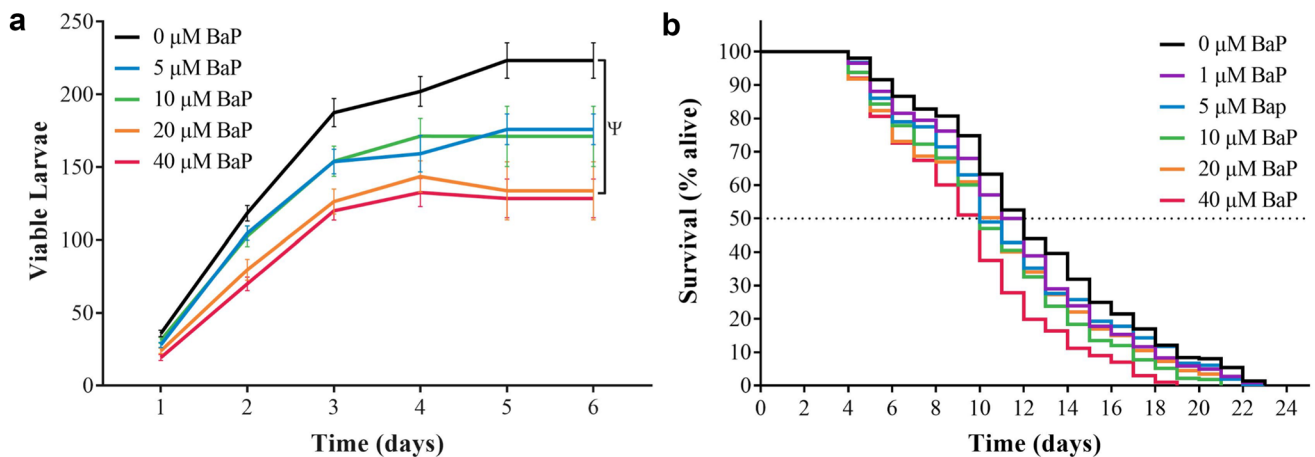 a
250
200
150
100
50
0
Viable Larvae
0 μM BaP
5 μM BaP
10 μM BaP
20 μM BaP
40 μM BaP
Ψ
1 2 3 4 5 6
Time (days)
b
100
90
80
70
60
50
40
30
20
10
0
Survival (% alive)
0 μM BaP
1 μM BaP
5 μM Bap
10 μM BaP
20 μM BaP
40 μM BaP
0 2 4 6 8 10 12 14 16 18 20 22 24
Time (days)